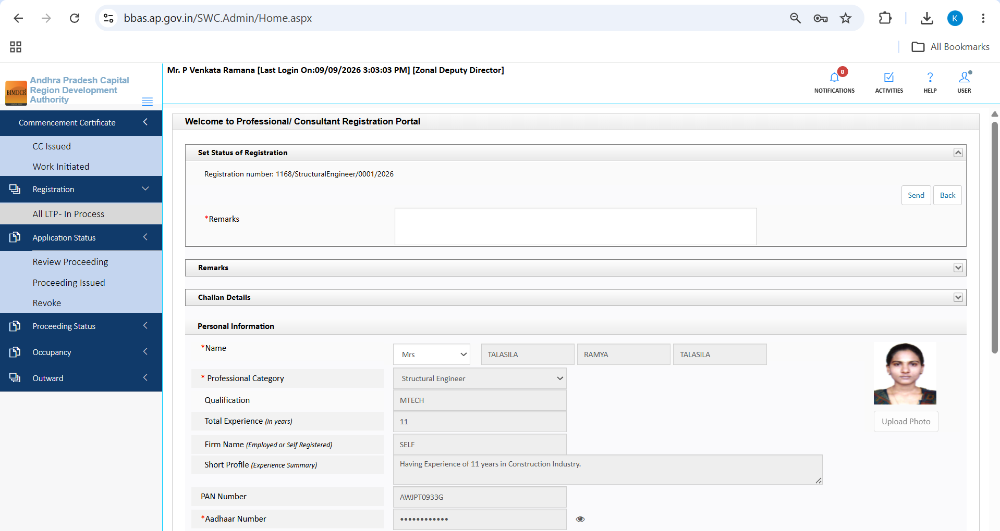 bbas.ap.gov.in/SWC.Admin/Home.aspx
K
All Bookmarks
BIMDCR
Andhra Pradesh Capital
Region Development
Authority
Mr. P Venkata Ramana [Last Login On:09/09/2026 3:03:03 PM] [Zonal Deputy Director]
0
NOTIFICATIONS
ACTIVITIES
?
HELP
USER
Commencement Certificate
CC Issued
Work Initiated
Registration
All LTP- In Process
Application Status
Review Proceeding
Proceeding Issued
Revoke
Proceeding Status
Occupancy
Outward
Welcome to Professional/ Consultant Registration Portal
Set Status of Registration
Registration number: 1168/StructuralEngineer/0001/2026
Send
Back
*Remarks
Remarks
Challan Details
Personal Information
*Name
Mrs
TALASILA
RAMYA
TALASILA
* Professional Category
Structural Engineer
Qualification
MTECH
Total Experience (in years)
11
Upload Photo
Firm Name (Employed or Self Registered)
SELF
Short Profile (Experience Summary)
Having Experience of 11 years in Construction Industry.
PAN Number
AWJPT0933G
*Aadhaar Number
••••••••••••